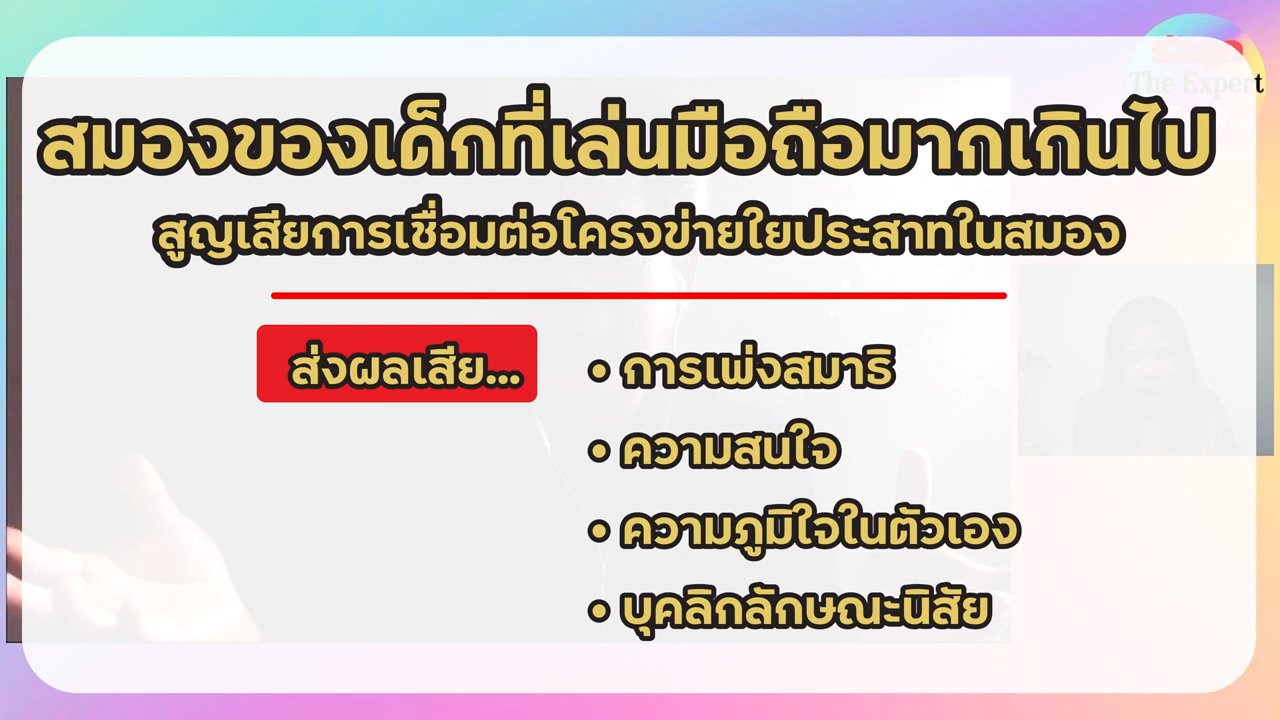 The Expert
สมองของเด็กที่เล่นมือถือมากเกินไป
สูญเสียการเชื่อมต่อโครงข่ายใยประสาทในสมอง
ส่งผลเสีย...
• การเพ่งสมาธิ
• ความสนใจ
• ความภูมิใจในตัวเอง
• บุคลิกลักษณะนิสัย